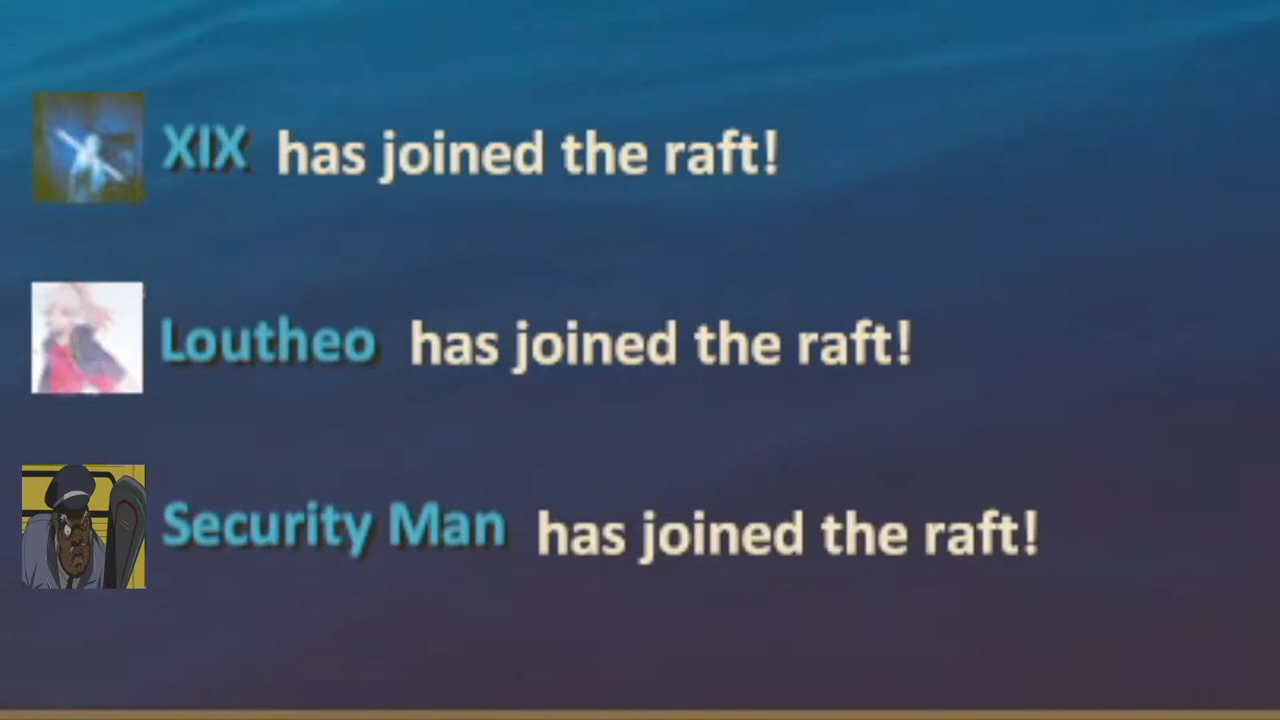 XIX has joined the raft!
Loutheo has joined the raft!
Security Man has joined the raft!